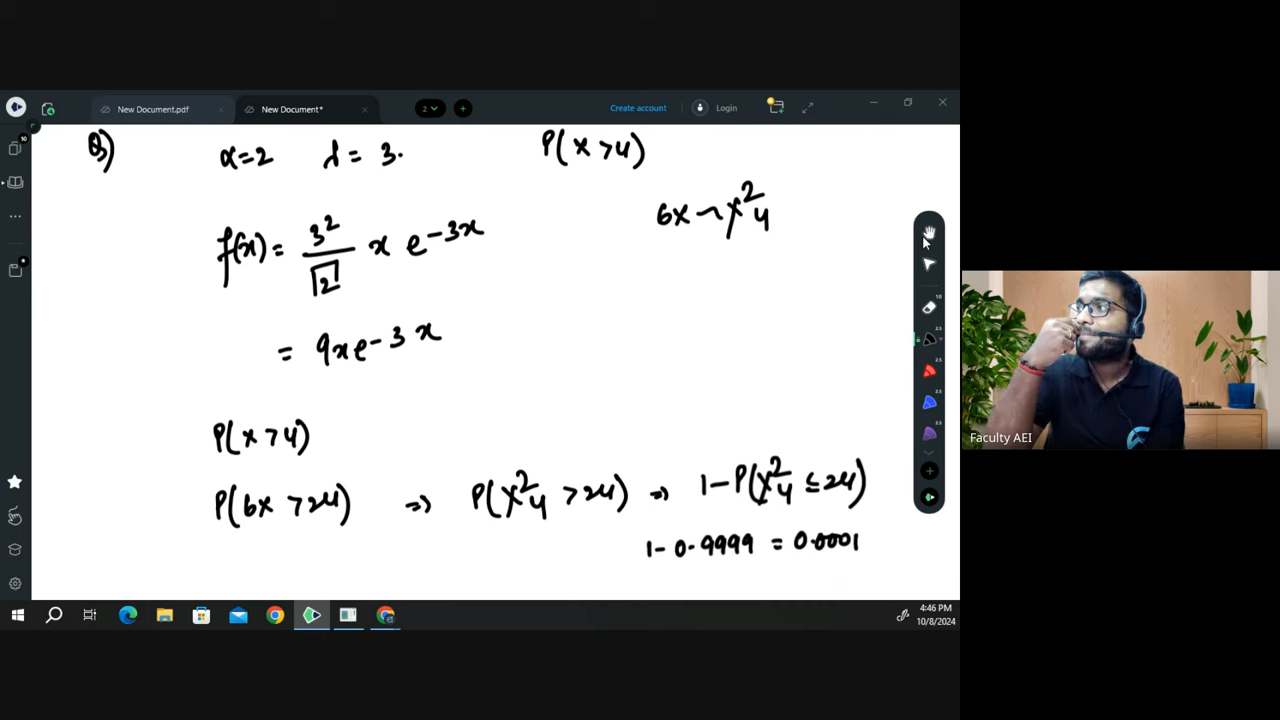 New Document.pdf
New Document*
2
Create account
Login
Q)
α=2 λ = 3.
P(x>4)
6x ~ χ²₄
f(x) = 3²/Γ2 x e^-3x
= 9xe^-3x
P(x>4)
P(6x >24) => P(χ²₄ >24) => 1-P(χ²₄ ≤24)
1-0.9999 = 0.0001
Faculty AEI
4:46 PM
10/8/2024